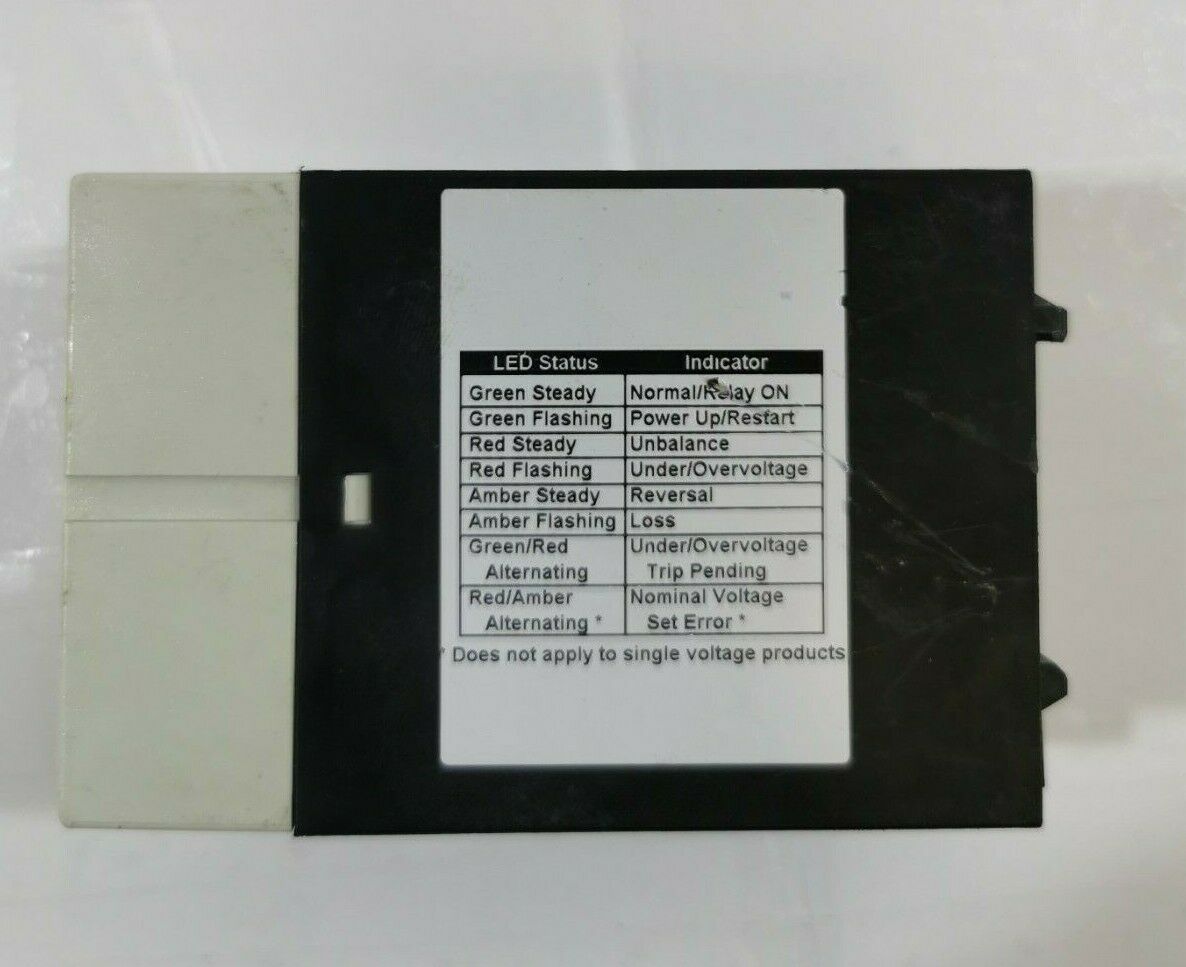 LED Status Indicator
Green Steady Normal/Relay ON
Green Flashing Power Up/Restart
Red Steady Unbalance
Red Flashing Under/Overvoltage
Amber Steady Reversal
Amber Flashing Loss
Green/Red Under/Overvoltage
Alternating Trip Pending
Red/Amber Nominal Voltage
Alternating * Set Error *
* Does not apply to single voltage products